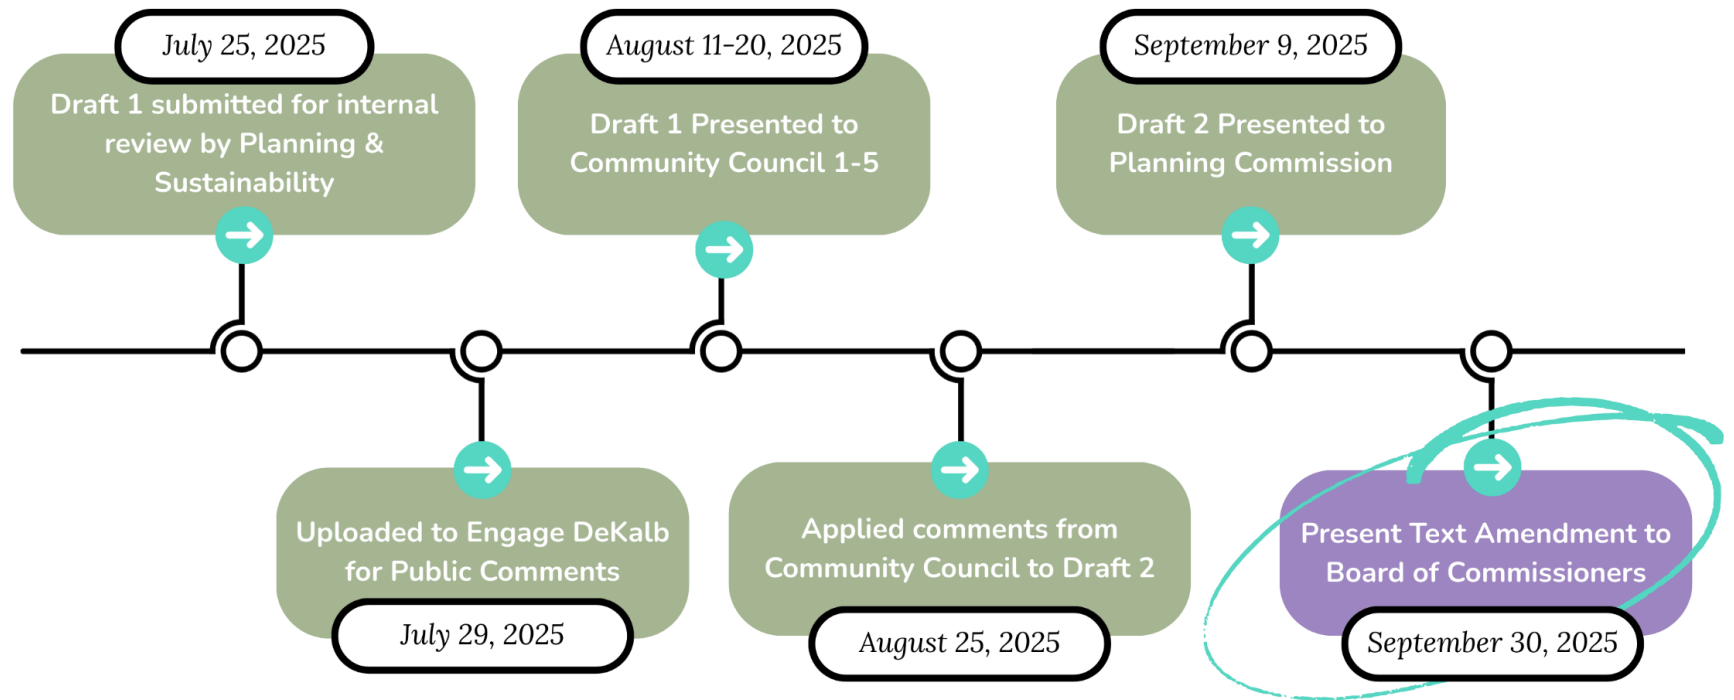 July 25, 2025
Draft 1 submitted for internal
review by Planning &
Sustainability
Uploaded to Engage DeKalb
for Public Comments
July 29, 2025
August 11-20, 2025
Draft 1 Presented to
Community Council 1-5
Applied comments from
Community Council to Draft 2
August 25, 2025
September 9, 2025
Draft 2 Presented to
Planning Commission
Present Text Amendment to
Board of Commissioners
September 30, 2025